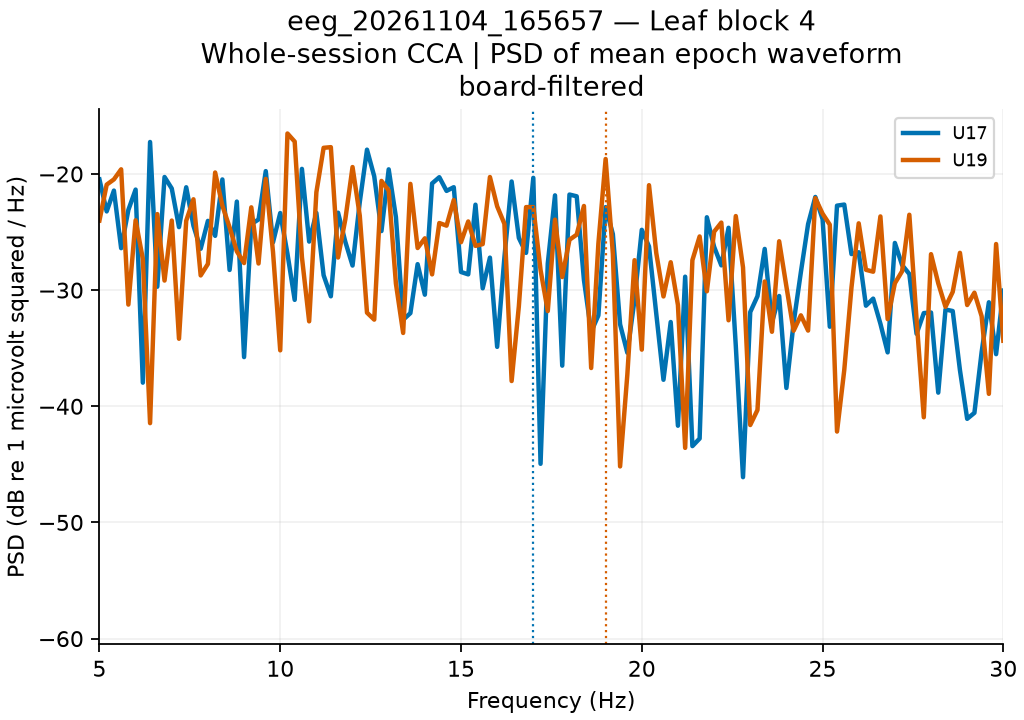 eeg_20261104_165657 — Leaf block 4
Whole-session CCA | PSD of mean epoch waveform
board-filtered
U17
U19
−20
−30
−40
−50
−60
PSD (dB re 1 microvolt squared / Hz)
5
10
15
20
25
30
Frequency (Hz)